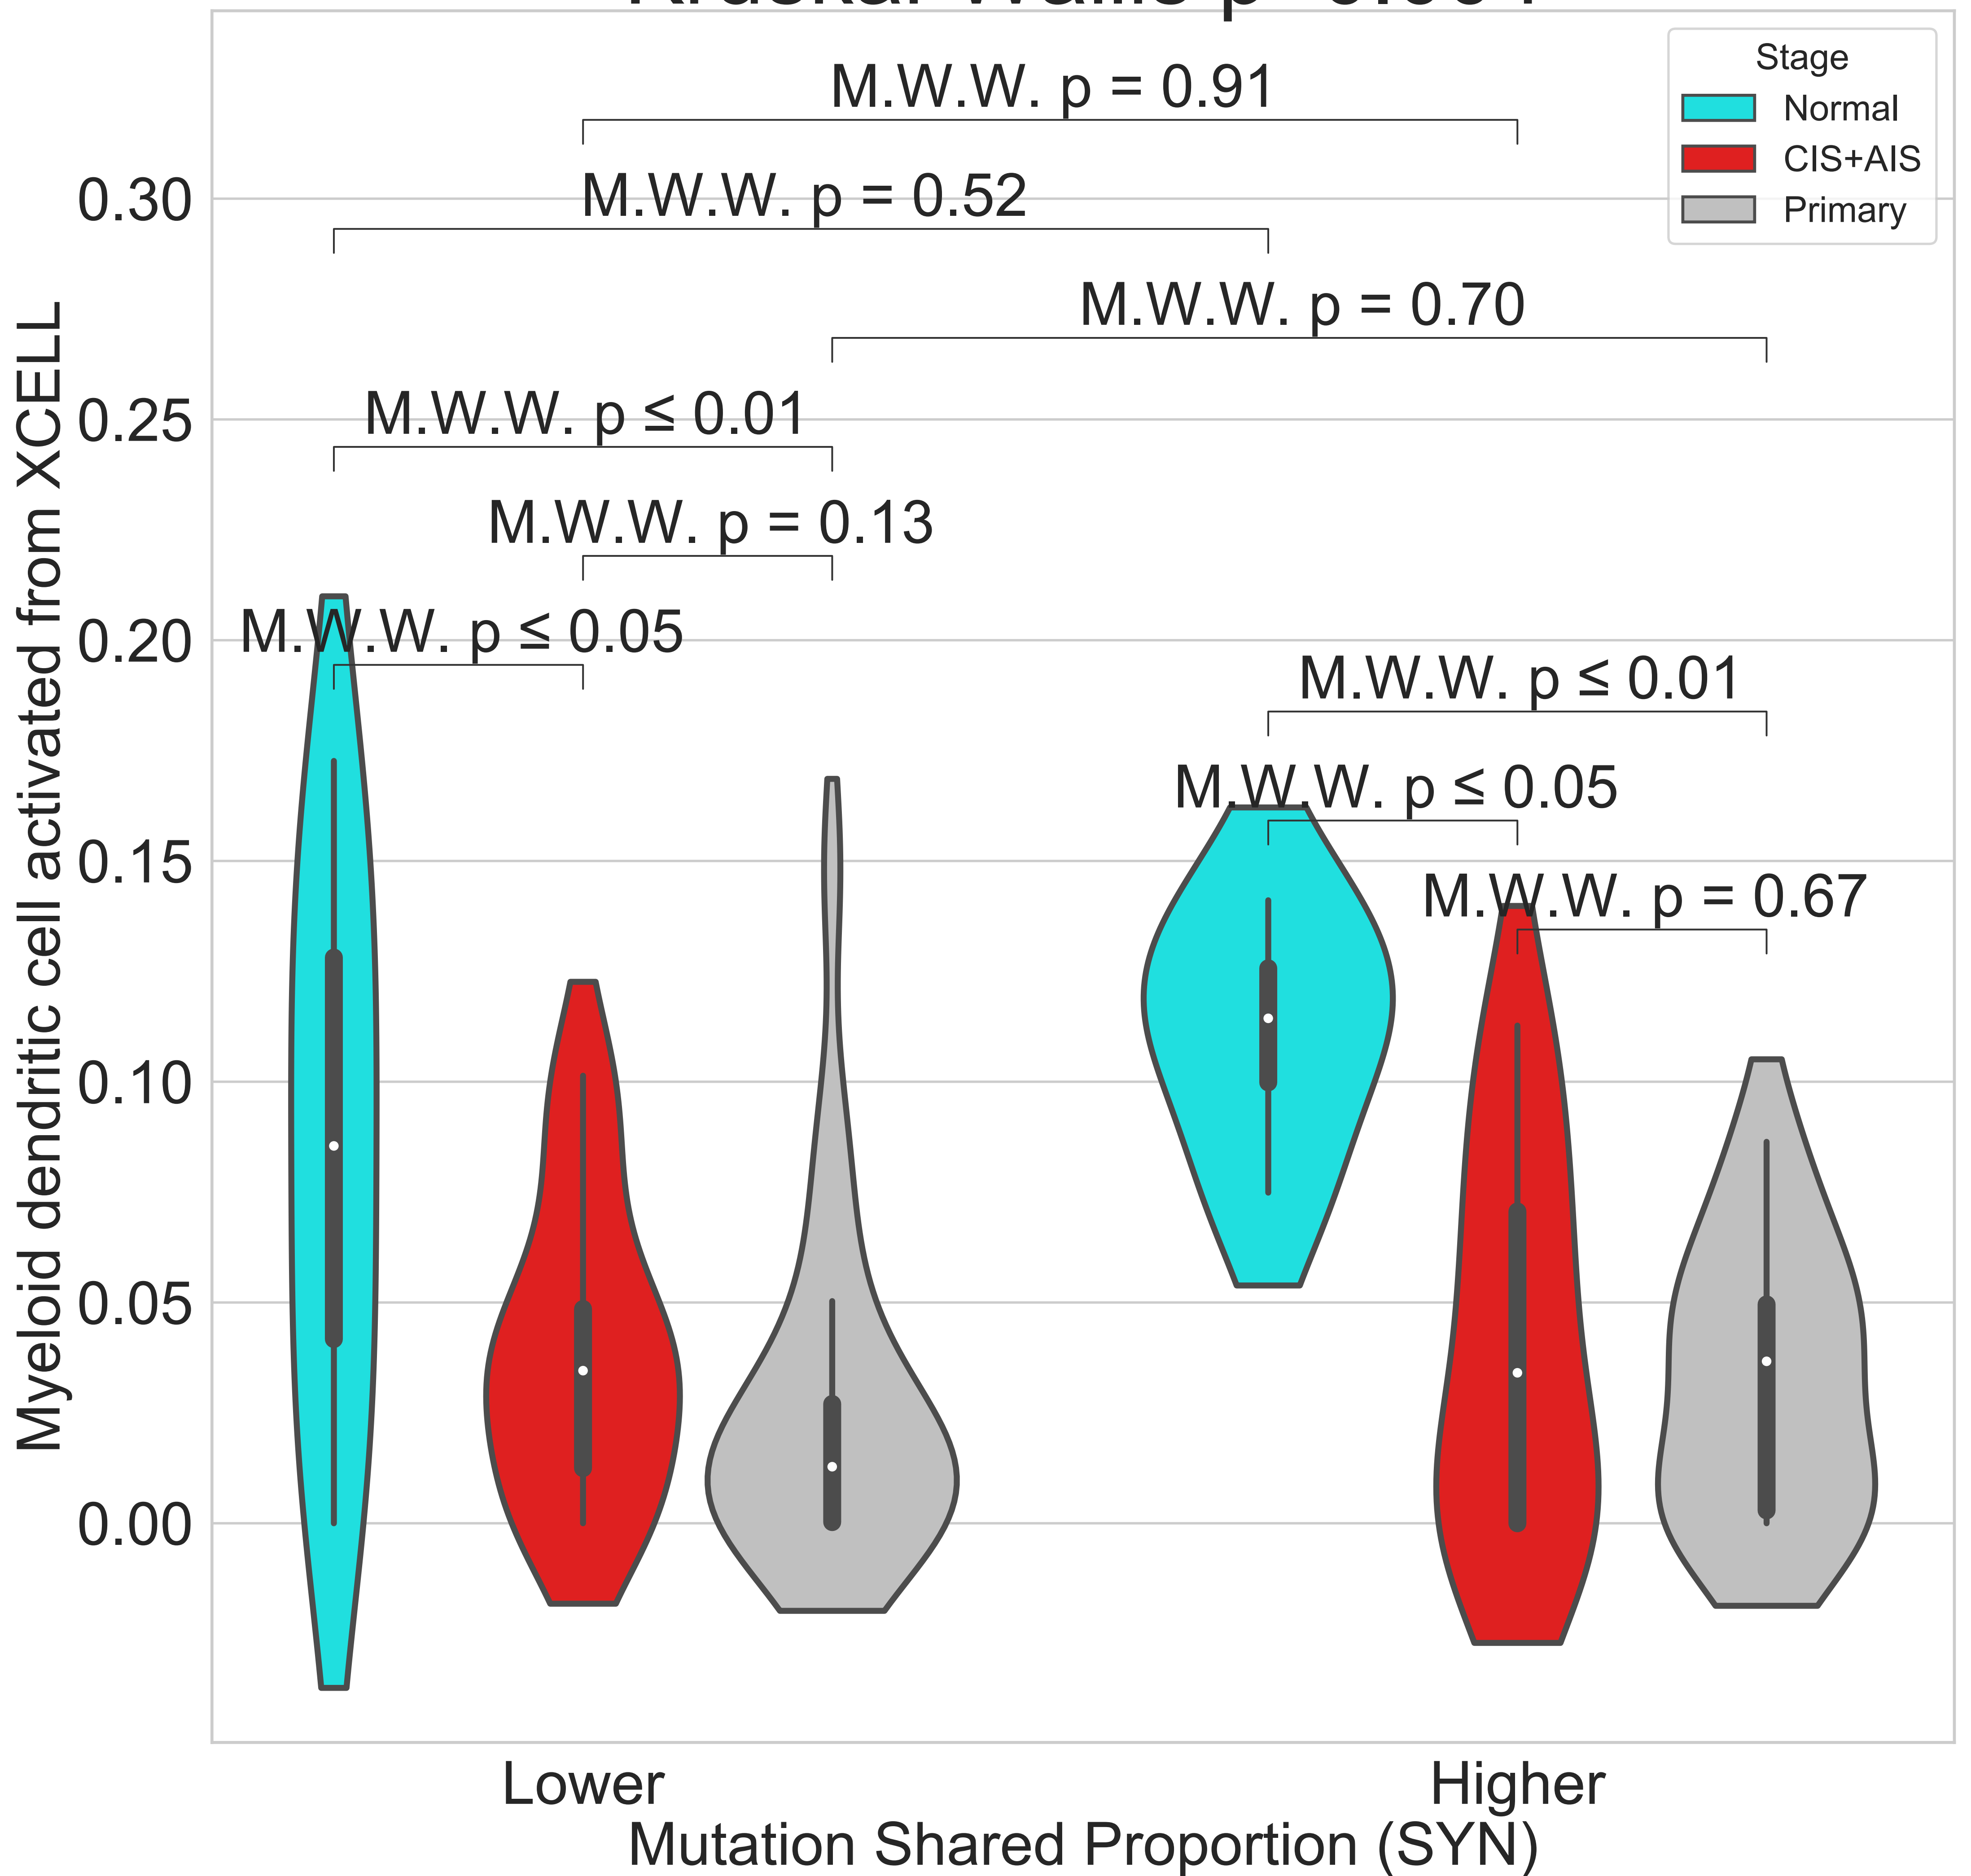 Stage
Normal
CIS+AIS
Primary
M.W.W. p = 0.91
M.W.W. p = 0.52
M.W.W. p = 0.70
M.W.W. p ≤ 0.01
M.W.W. p = 0.13
M.W.W. p ≤ 0.05
M.W.W. p ≤ 0.01
M.W.W. p ≤ 0.05
M.W.W. p = 0.67
0.30
0.25
0.20
0.15
0.10
0.05
0.00
Myeloid dendritic cell activated from XCELL
Lower
Higher
Mutation Shared Proportion (SYN)